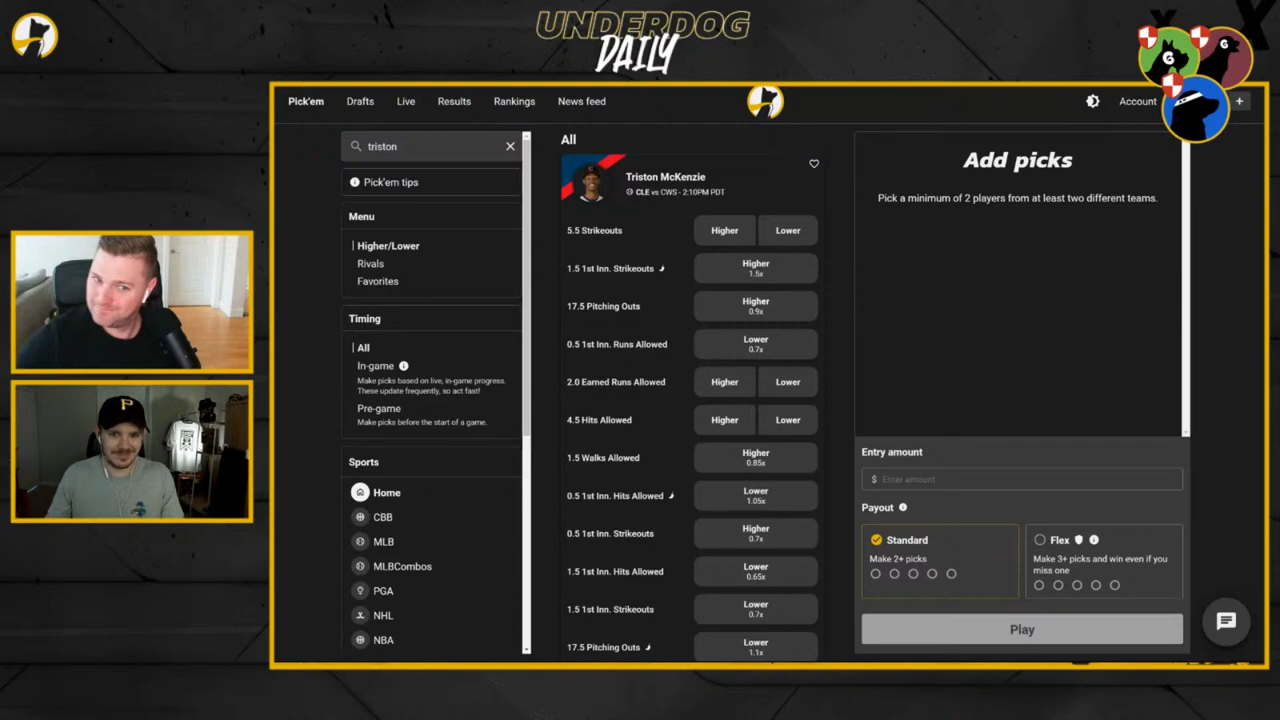 UNDERDOG
DAILY
G
G
Pick'em
Drafts
Live
Results
Rankings
News feed
Account
+
triston
Pick'em tips
Menu
Higher/Lower
Rivals
Favorites
Timing
All
In-game
Make picks based on live, in-game progress.
These update frequently, so act fast!
Pre-game
Make picks before the start of a game.
Sports
Home
CBB
MLB
MLBCombos
PGA
NHL
NBA
All
Triston McKenzie
CLE vs CWS - 2:10PM PDT
5.5 Strikeouts
Higher
Lower
1.5 1st Inn. Strikeouts
Higher
1.5x
17.5 Pitching Outs
Higher
0.9x
0.5 1st Inn. Runs Allowed
Lower
0.7x
2.0 Earned Runs Allowed
Higher
Lower
4.5 Hits Allowed
Higher
Lower
1.5 Walks Allowed
Higher
0.85x
0.5 1st Inn. Hits Allowed
Lower
1.05x
0.5 1st Inn. Strikeouts
Higher
0.7x
1.5 1st Inn. Hits Allowed
Lower
0.65x
1.5 1st Inn. Strikeouts
Lower
0.7x
17.5 Pitching Outs
Lower
1.1x
Add picks
Pick a minimum of 2 players from at least two different teams.
Entry amount
$ Enter amount
Payout
Standard
Make 2+ picks
Flex
Make 3+ picks and win even if you
miss one
Play
P